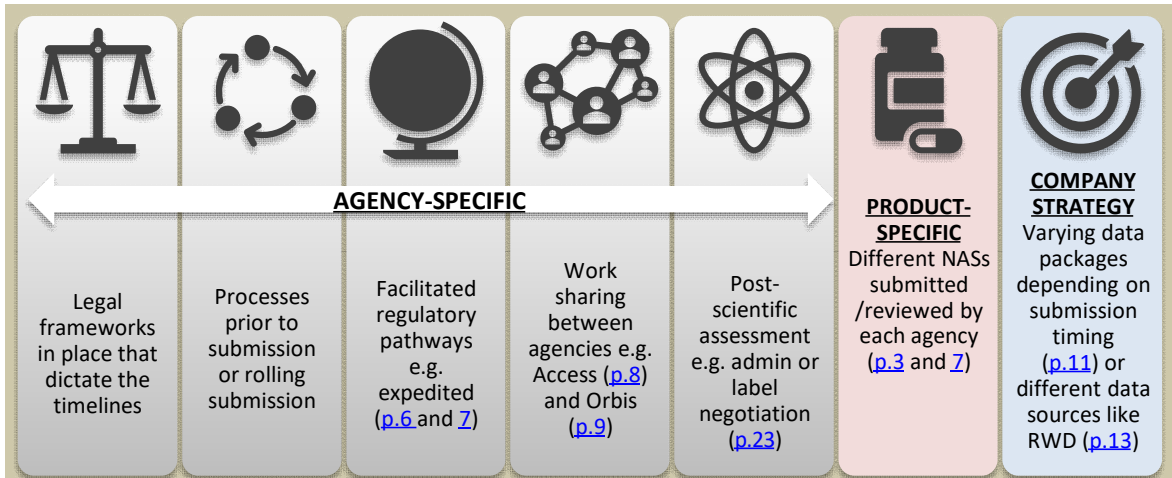 AGENCY-SPECIFIC
Legal
frameworks
in place that
dictate the
timelines
Processes
prior to
submission
or rolling
submission
Facilitated
regulatory
pathways
e.g.
expedited
(p.6 and 7)
Work
sharing
between
agencies e.g.
Access (p.8)
and Orbis
(p.9)
Post-
scientific
assessment
e.g. admin or
label
negotiation
(p.23)
PRODUCT-
SPECIFIC
Different NASs
submitted
/reviewed by
each agency
(p.3 and 7)
COMPANY
STRATEGY
Varying data
packages
depending on
submission
timing
(p.11) or
different data
sources like
RWD (p.13)